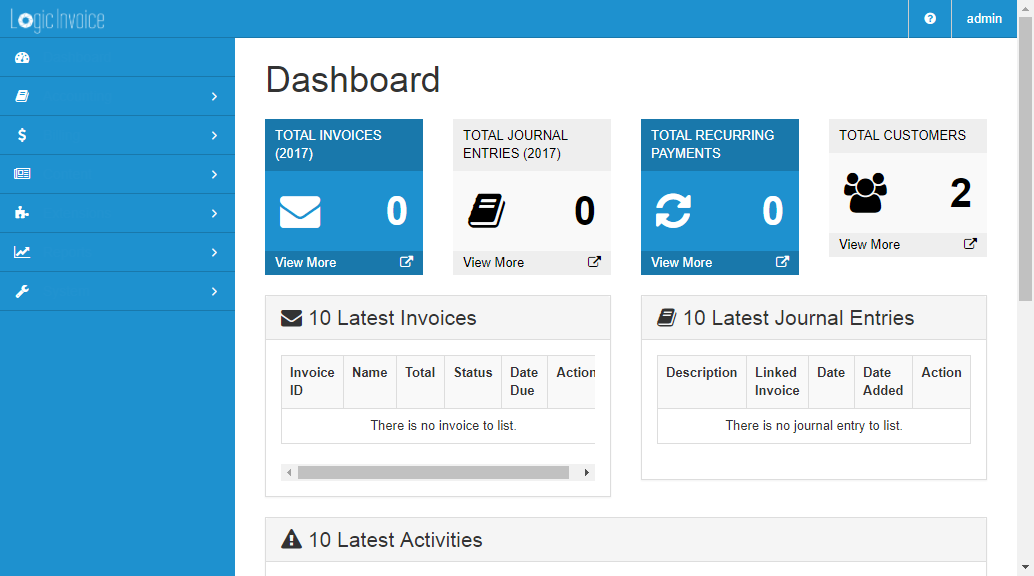 Logic Invoice
admin
Dashboard
TOTAL INVOICES
(2017)
0
View More
TOTAL JOURNAL
ENTRIES (2017)
0
View More
TOTAL RECURRING
PAYMENTS
0
View More
TOTAL CUSTOMERS
2
View More
10 Latest Invoices
Invoice ID Name Total Status Date Due Action
There is no invoice to list.
10 Latest Journal Entries
Description Linked Invoice Date Date Added Action
There is no journal entry to list.
10 Latest Activities